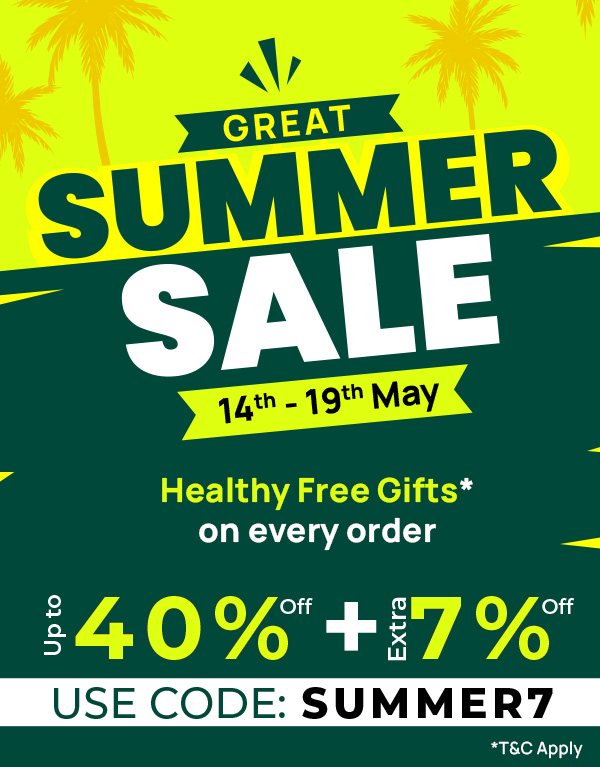 GREAT
SUMMER
SALE
14th - 19th May
Healthy Free Gifts*
on every order
Up to 40% Off + Extra 7% Off
USE CODE: SUMMER7
*T&C Apply